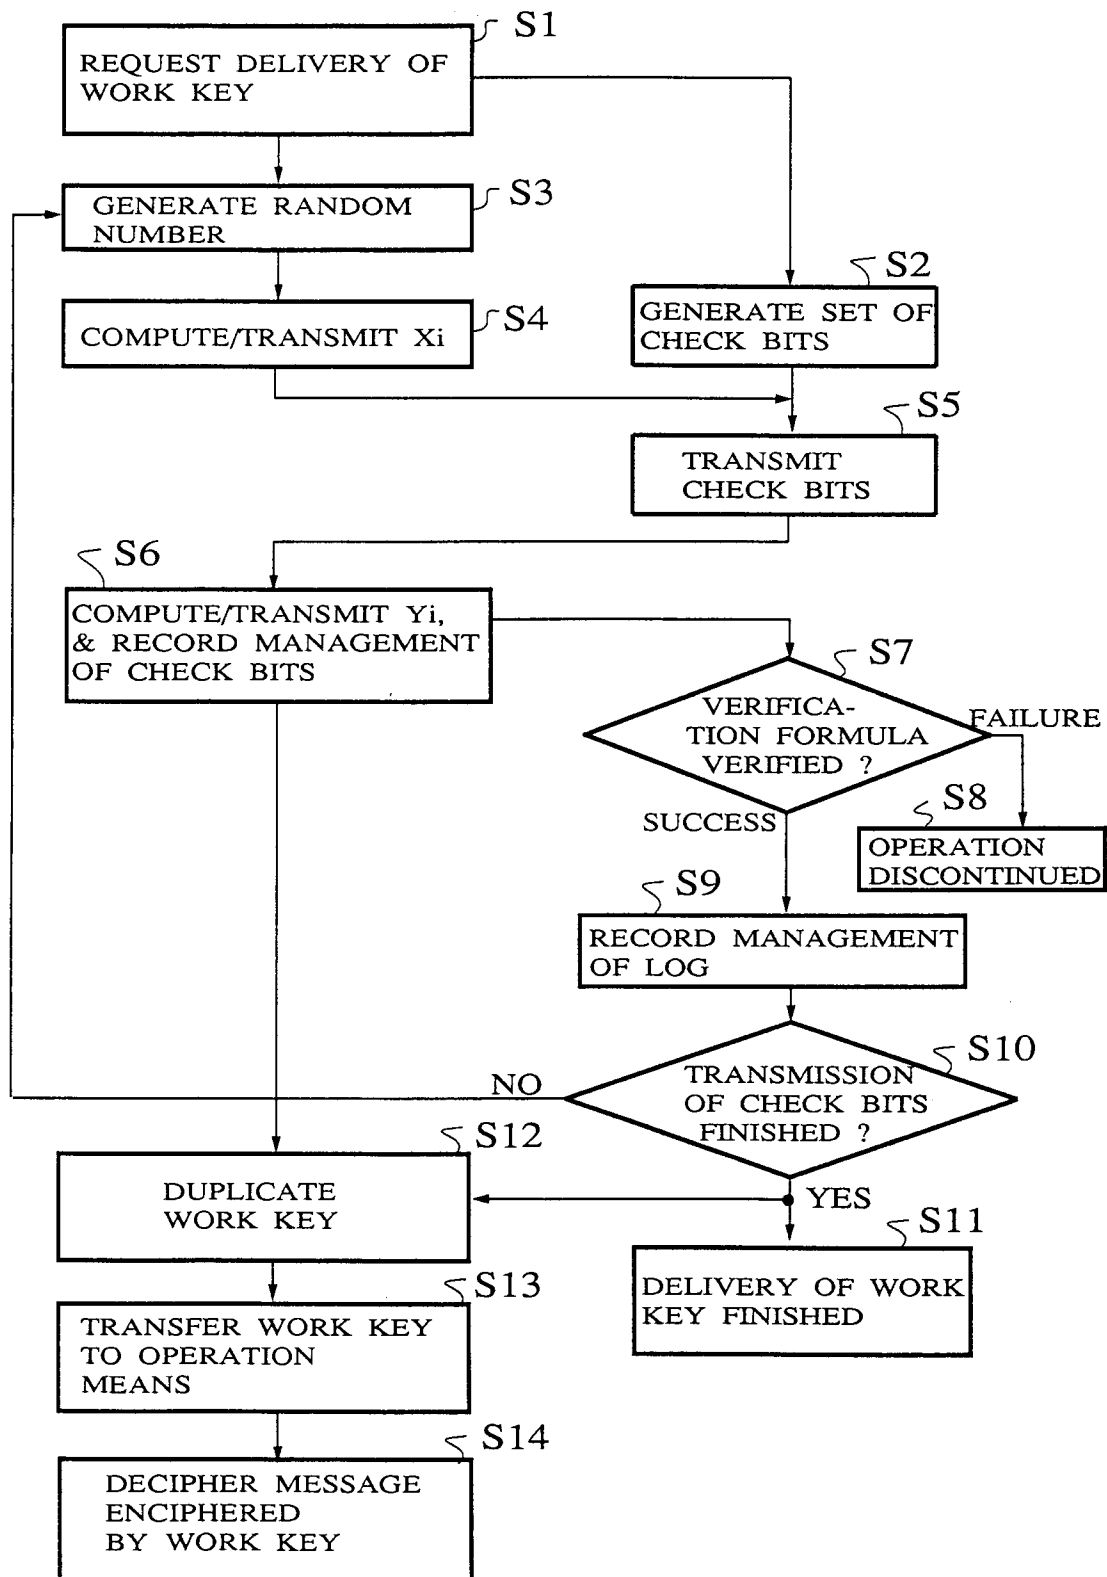 S1
REQUEST DELIVERY OF
WORK KEY
S3
GENERATE RANDOM
NUMBER
S2
GENERATE SET OF
CHECK BITS
S4
COMPUTE/TRANSMIT Xi
S5
TRANSMIT
CHECK BITS
S6
COMPUTE/TRANSMIT Yi,
& RECORD MANAGEMENT
OF CHECK BITS
S7
VERIFICA-
TION FORMULA
VERIFIED ?
FAILURE
SUCCESS
S8
OPERATION
DISCONTINUED
S9
RECORD MANAGEMENT
OF LOG
S10
TRANSMISSION
OF CHECK BITS
FINISHED ?
NO
YES
S12
DUPLICATE
WORK KEY
S11
DELIVERY OF WORK
KEY FINISHED
S13
TRANSFER WORK KEY
TO OPERATION
MEANS
S14
DECIPHER MESSAGE
ENCIPHERED
BY WORK KEY